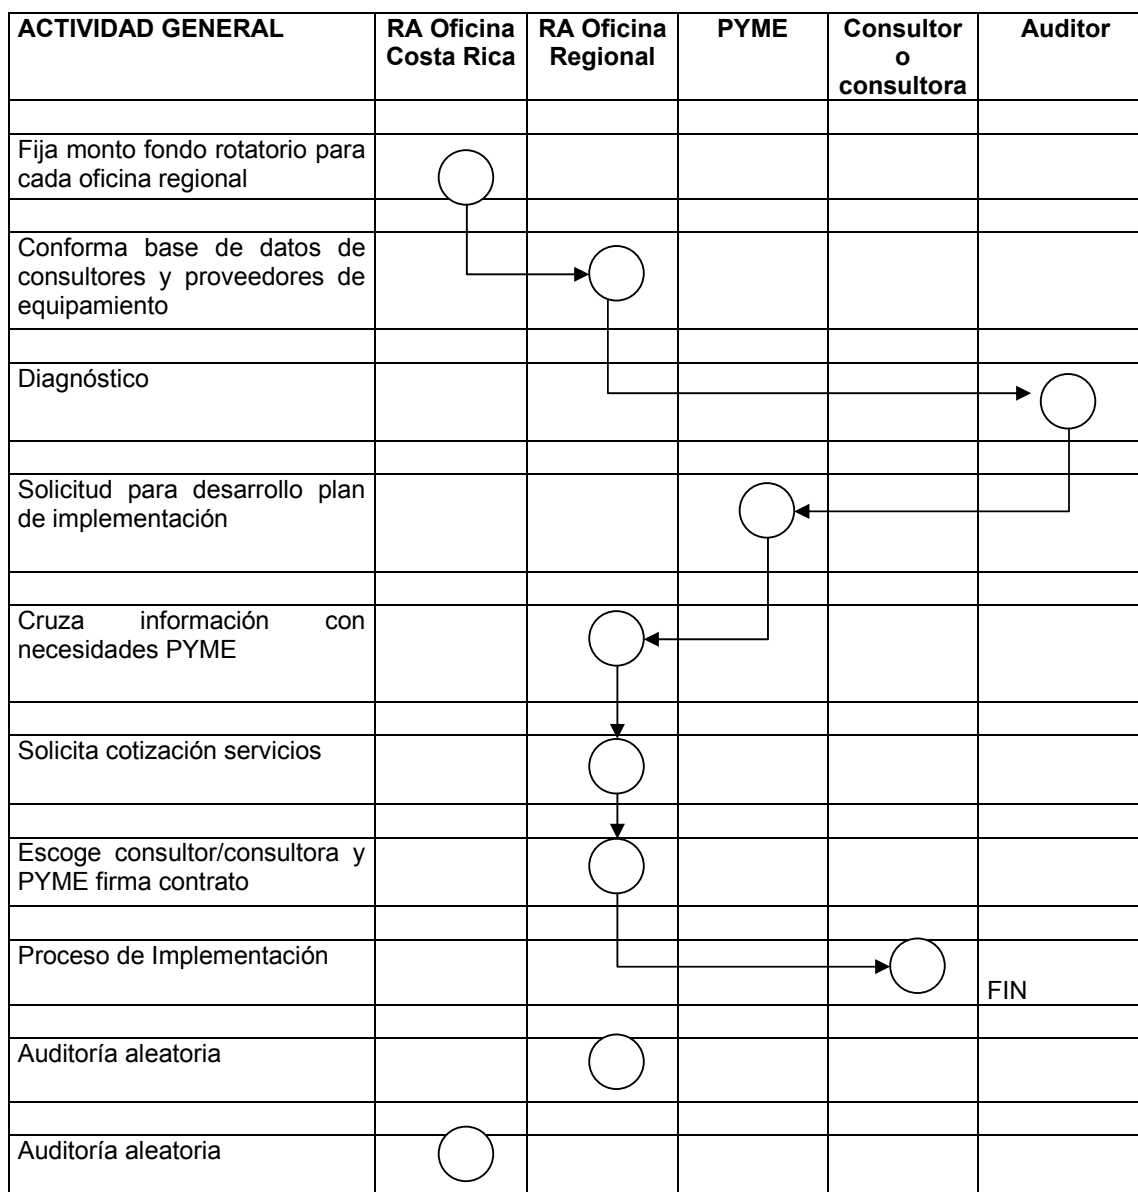 ACTIVIDAD GENERAL
RA Oficina
Costa Rica
RA Oficina
Regional
PYME
Consultor
o
consultora
Auditor
Fija monto fondo rotatorio para
cada oficina regional
Conforma base de datos de
consultores y proveedores de
equipamiento
Diagnóstico
Solicitud para desarrollo plan
de implementación
Cruza información con
necesidades PYME
Solicita cotización servicios
Escoge consultor/consultora y
PYME firma contrato
Proceso de Implementación
FIN
Auditoría aleatoria
Auditoría aleatoria